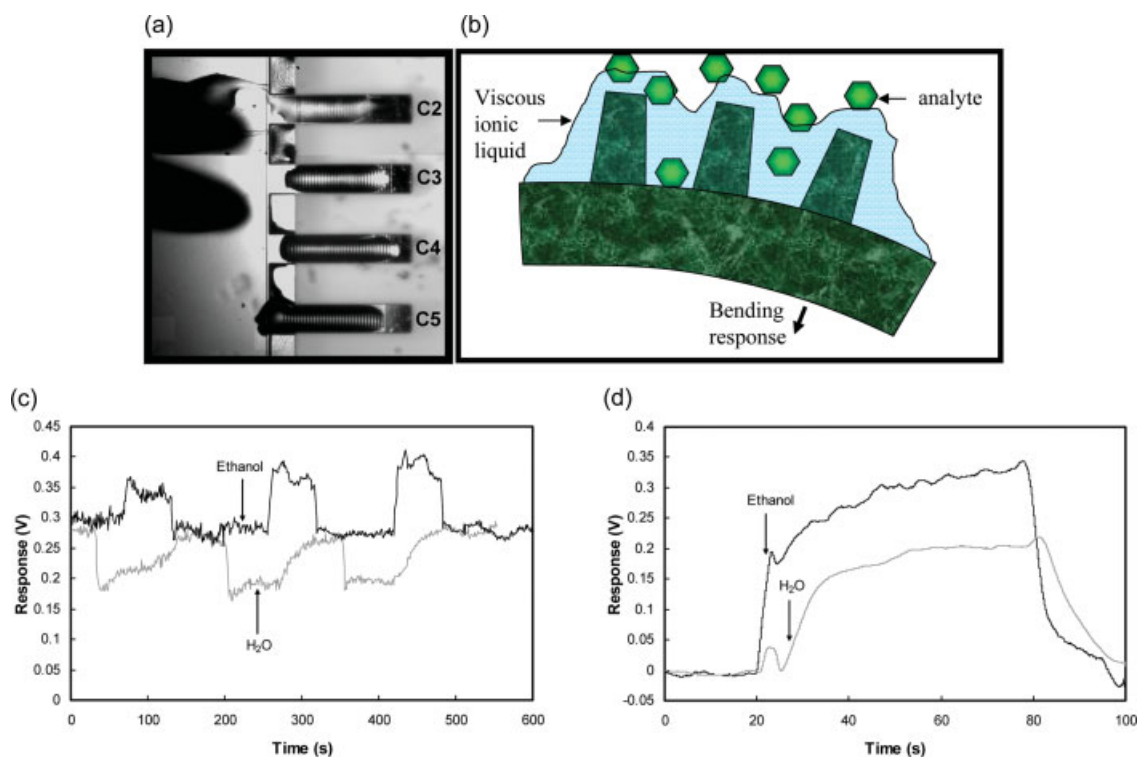 (a)
C2
C3
C4
C5
(b)
Viscous
ionic
liquid
analyte
Bending
response
(c)
Response (V)
0.45
0.4
0.35
0.3
0.25
0.2
0.15
0.1
0.05
0
Ethanol
H₂O
0
100
200
300
400
500
600
Time (s)
(d)
Response (V)
0.4
0.35
0.3
0.25
0.2
0.15
0.1
0.05
0
-0.05
Ethanol
H₂O
0
20
40
60
80
100
Time (s)